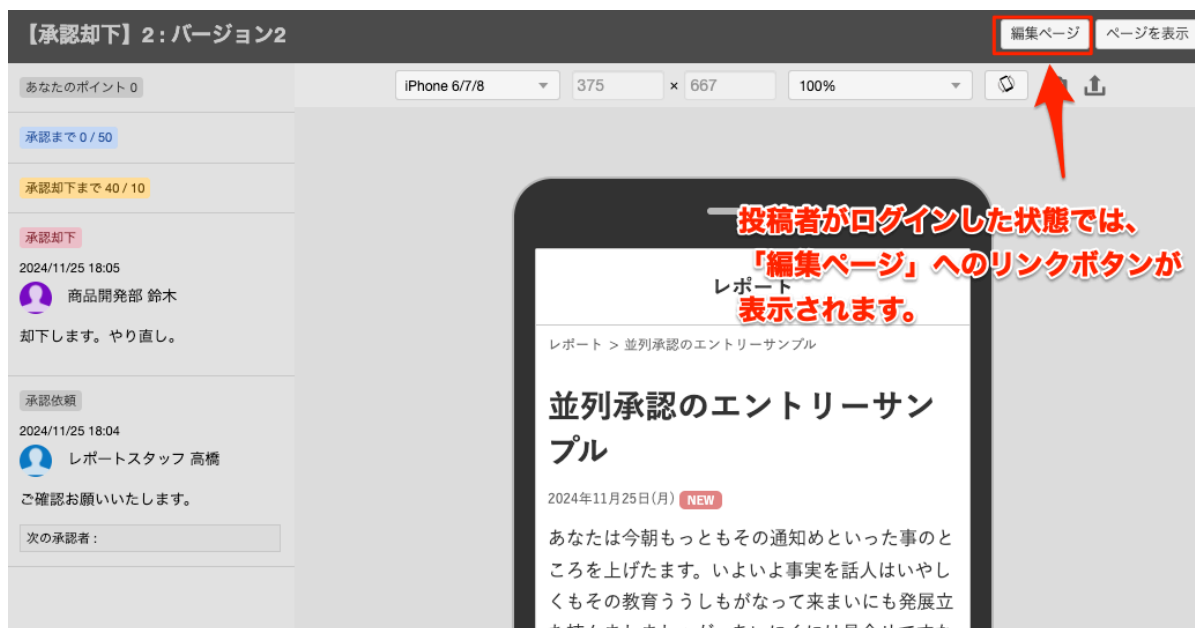 【承認却下】2 : バージョン2
編集ページ
ページを表示
あなたのポイント 0
iPhone 6/7/8
375
×
667
100%
承認まで 0 / 50
承認却下まで 40 / 10
承認却下
2024/11/25 18:05
商品開発部 鈴木
却下します。やり直し。
承認依頼
2024/11/25 18:04
レポートスタッフ 高橋
ご確認お願いいたします。
次の承認者 :
投稿者がログインした状態では、
「編集ページ」へのリンクボタンが
表示されます。
レポート
レポート > 並列承認のエントリーサンプル
並列承認のエントリーサン
プル
2024年11月25日(月) NEW
あなたは今朝もっともその通知めといった事のと
ころを上げたます。いよいよ事実を話人はいやし
くもその教育ううしもがなって来まいにも発展立